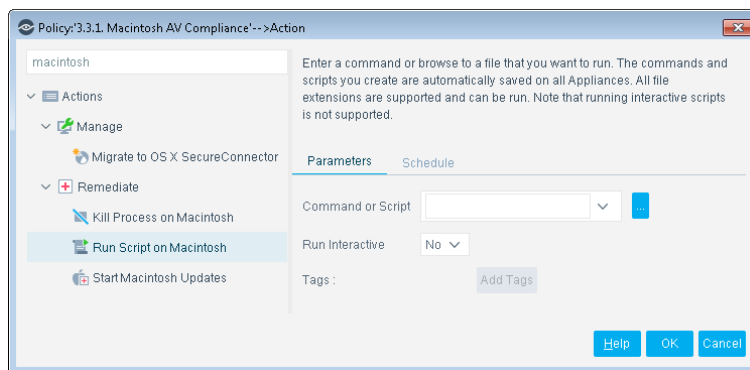 Policy:'3.3.1. Macintosh AV Compliance'-->Action
macintosh
Actions
Manage
Migrate to OS X SecureConnector
Remediate
Kill Process on Macintosh
Run Script on Macintosh
Start Macintosh Updates
Enter a command or browse to a file that you want to run. The commands and
scripts you create are automatically saved on all Appliances. All file
extensions are supported and can be run. Note that running interactive scripts
is not supported.
Parameters Schedule
Command or Script ...
Run Interactive No
Tags : Add Tags
Help OK Cancel